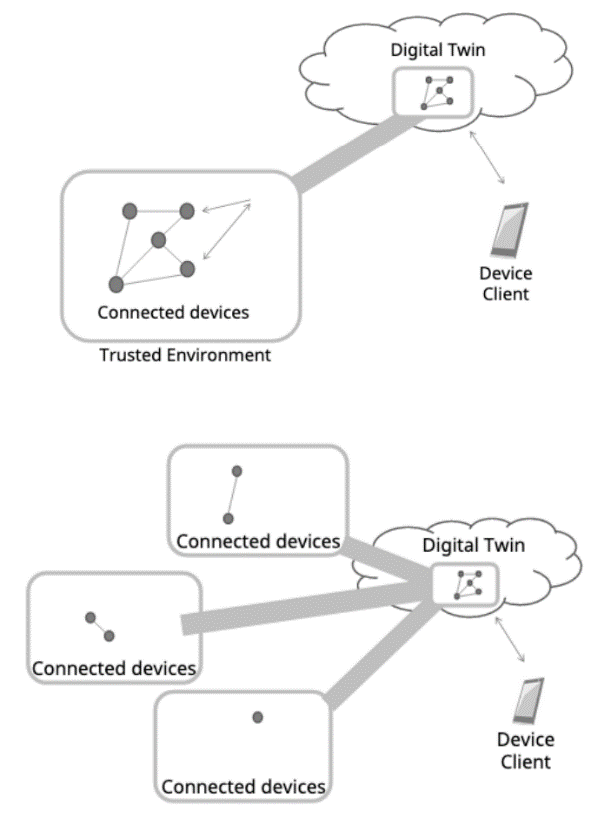 Digital Twin
Device
Client
Connected devices
Trusted Environment
Connected devices
Digital Twin
Connected devices
Device
Client
Connected devices